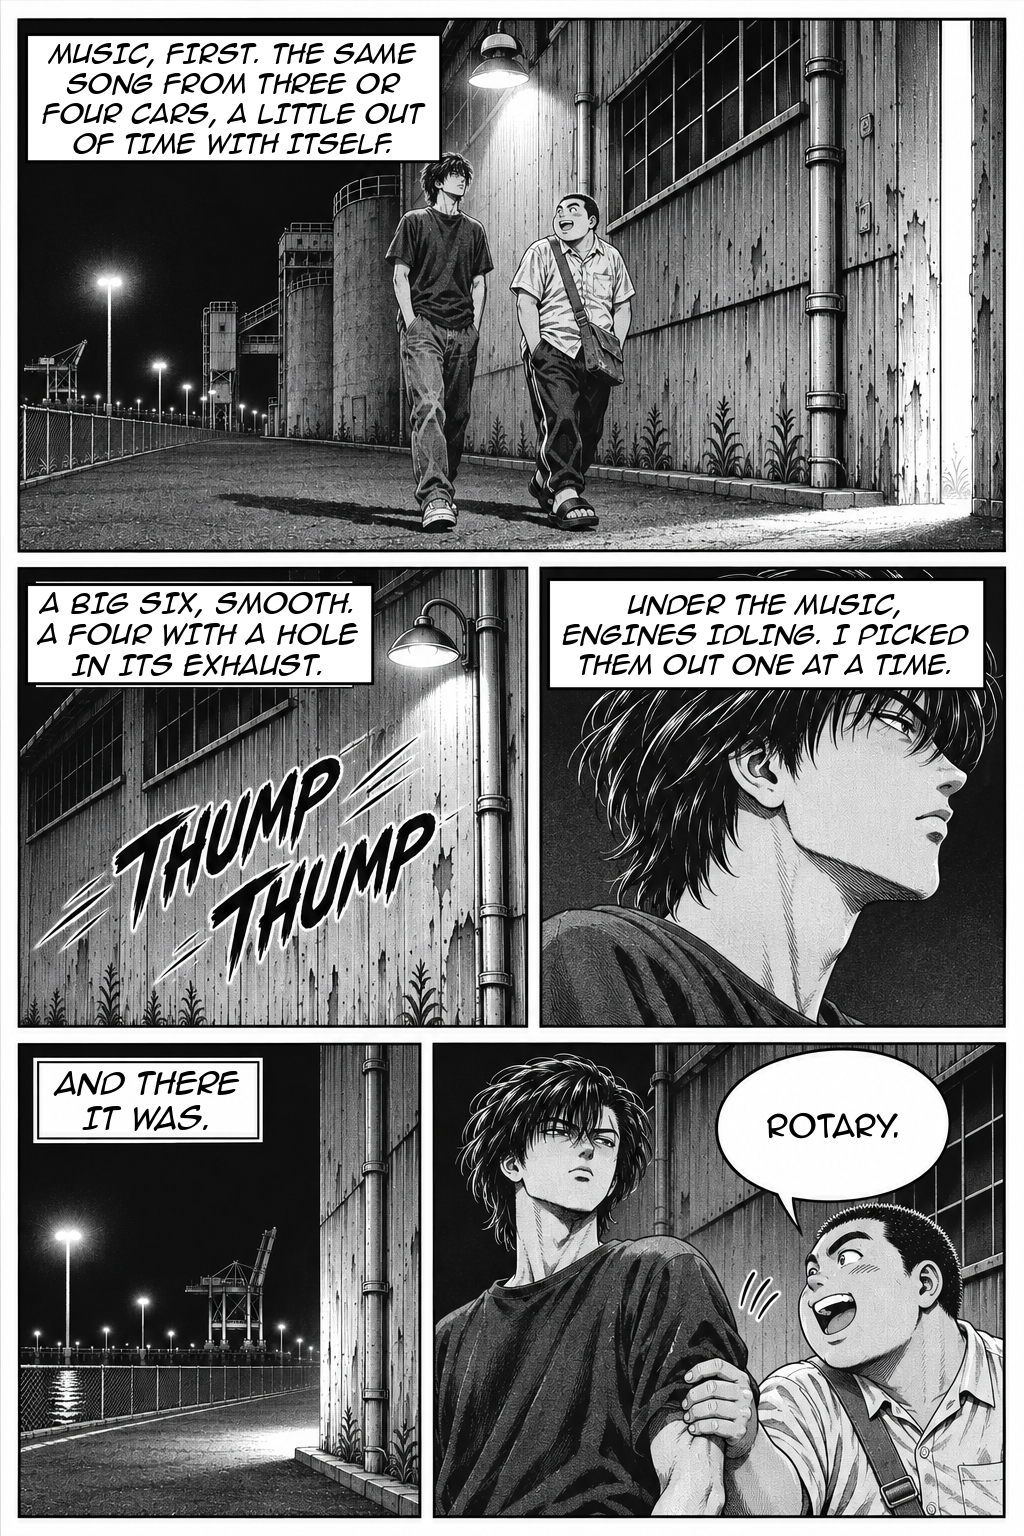 MUSIC, FIRST. THE SAME
SONG FROM THREE OR
FOUR CARS, A LITTLE OUT
OF TIME WITH ITSELF.
A BIG SIX, SMOOTH.
A FOUR WITH A HOLE
IN ITS EXHAUST.
THUMP
THUMP
UNDER THE MUSIC,
ENGINES IDLING. I PICKED
THEM OUT ONE AT A TIME.
AND THERE
IT WAS.
ROTARY.